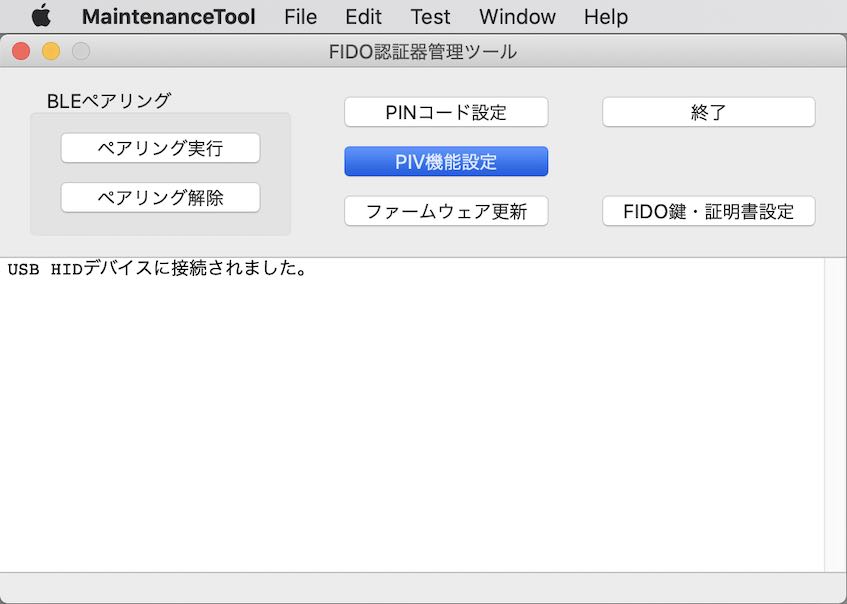 MaintenanceTool File Edit Test Window Help
FIDO認証器管理ツール
BLEペアリング
ペアリング実行
ペアリング解除
PINコード設定
PIV機能設定
ファームウェア更新
終了
FIDO鍵・証明書設定
USB HIDデバイスに接続されました。